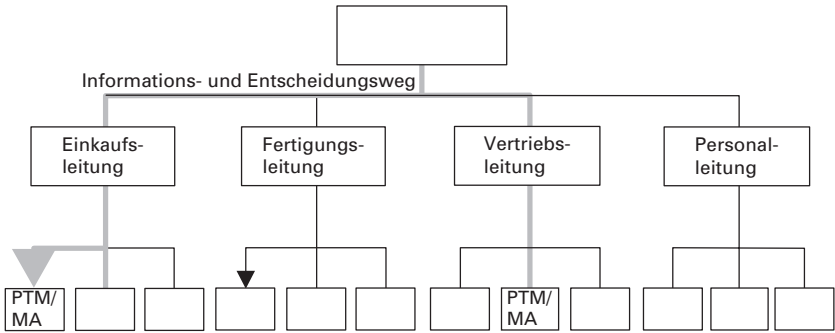 Informations- und Entscheidungsweg
Einkaufs-
leitung
Fertigungs-
leitung
Vertriebs-
leitung
Personal-
leitung
PTM/
MA
PTM/
MA